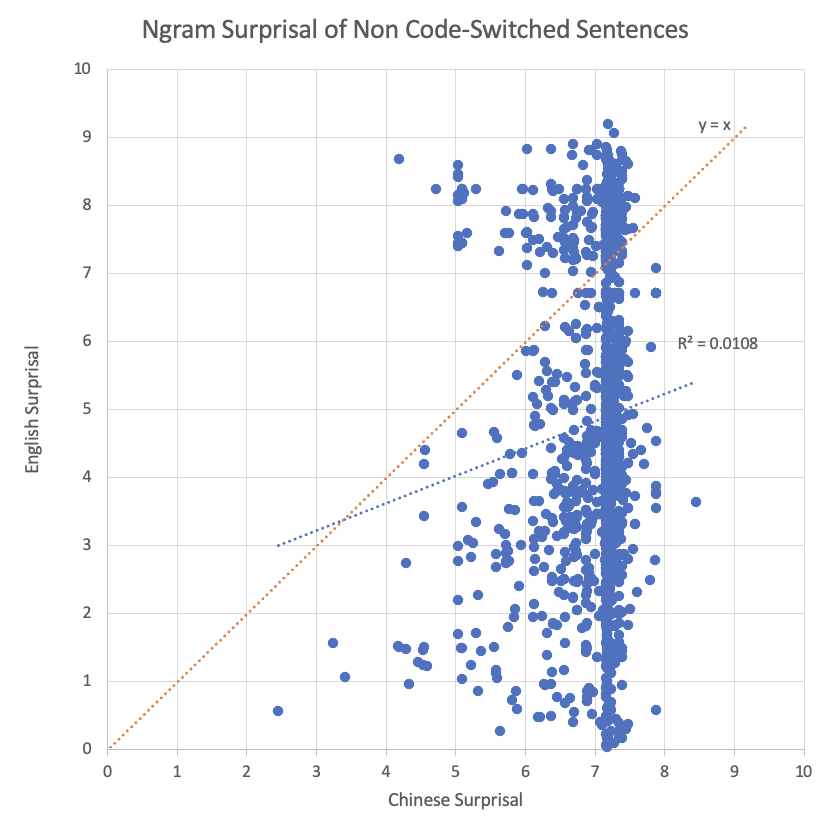 Ngram Surprisal of Non Code-Switched Sentences
10
9
8
7
6
5
4
3
2
1
0
English Surprisal
y = x
R² = 0.0108
0 1 2 3 4 5 6 7 8 9 10
Chinese Surprisal